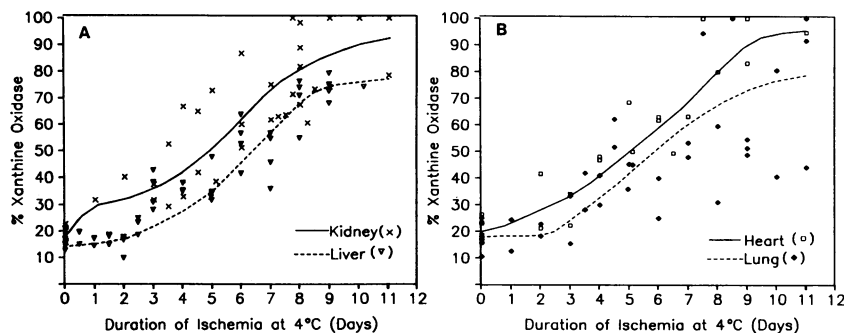 A
100
90
80
70
60
50
40
30
20
10
% Xanthine Oxidase
Kidney (×)
Liver (▼)
0 1 2 3 4 5 6 7 8 9 10 11 12
Duration of Ischemia at 4°C (Days)
B
100
90
80
70
60
50
40
30
20
10
% Xanthine Oxidase
Heart (□)
Lung (◆)
0 1 2 3 4 5 6 7 8 9 10 11 12
Duration of Ischemia at 4°C (Days)